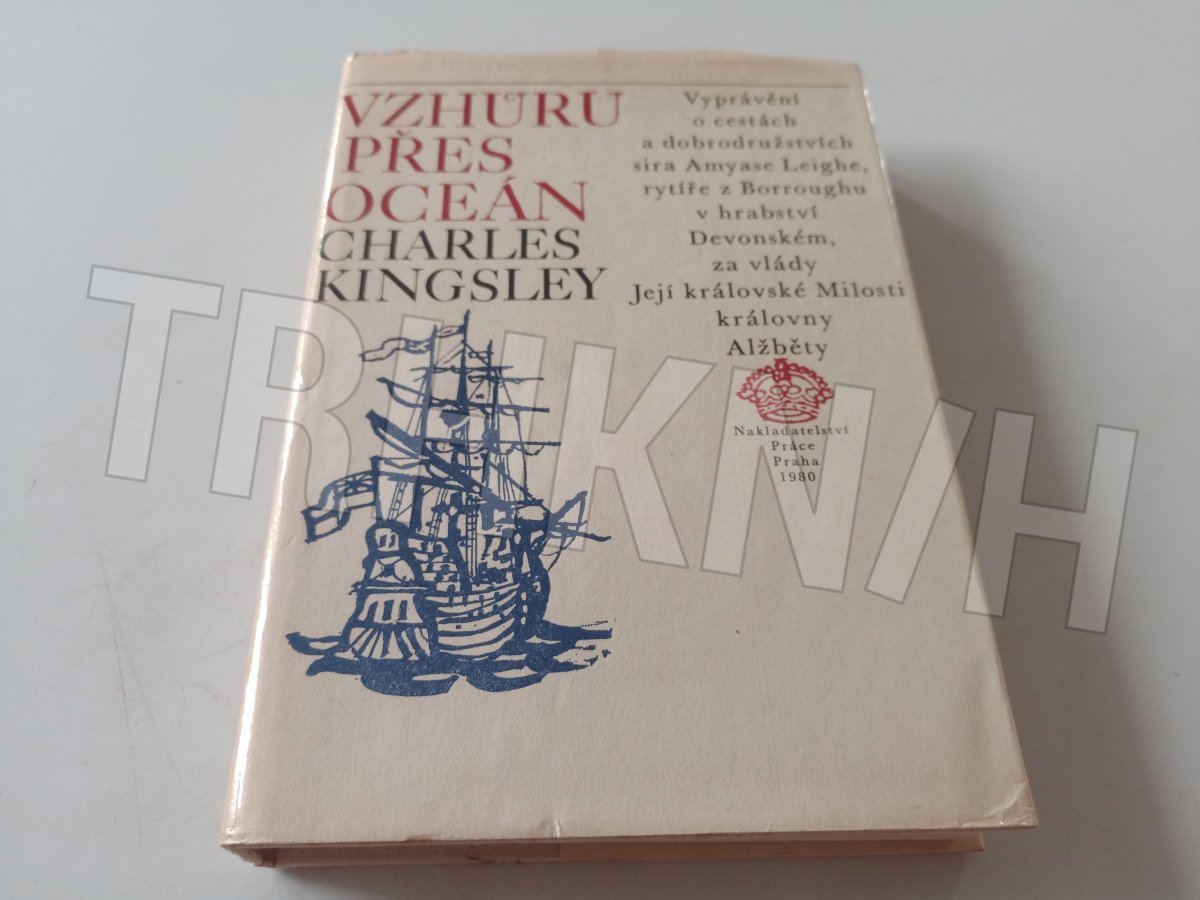 VZHŮRU
PŘES
OCEÁN
CHARLES
KINGSLEY
Vyprávění
o cestách
a dobrodružstvích
sira Amyase Leighe,
rytíře z Borroughu
v hrabství
Devonském,
za vlády
Její královské Milosti
královny
Alžběty
Nakladatelství
Práce
Praha
1980